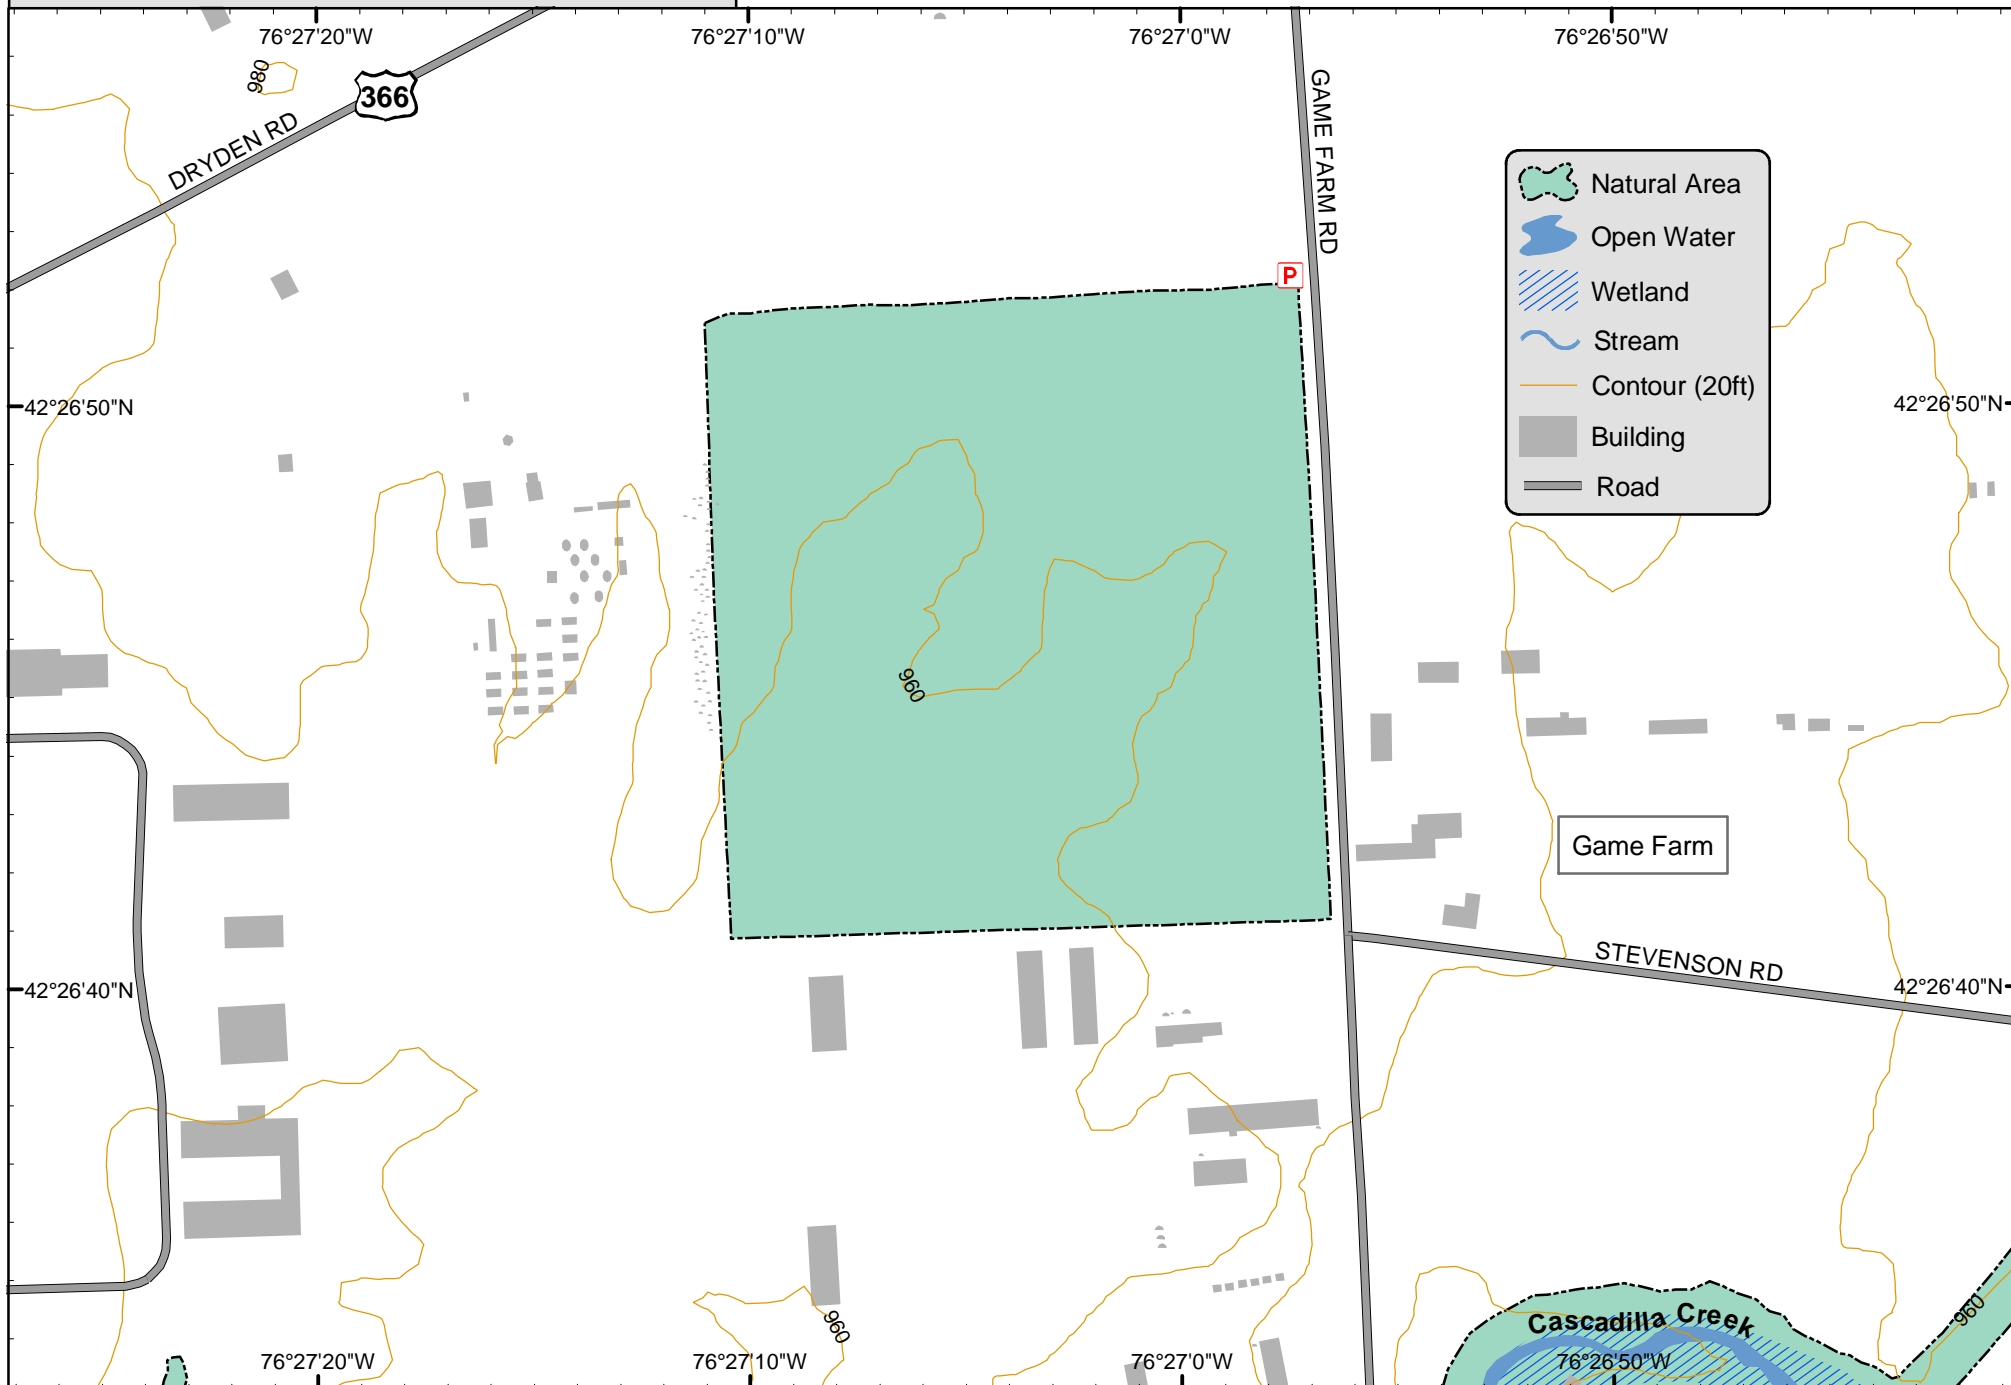 76°27'20"W
76°27'10"W
76°27'0"W
76°26'50"W
980
366
DRYDEN RD
GAME FARM RD
P
Natural Area
Open Water
Wetland
Stream
Contour (20ft)
Building
Road
42°26'50"N
42°26'50"N
960
Game Farm
STEVENSON RD
42°26'40"N
42°26'40"N
960
Cascadilla Creek
960
76°27'20"W
76°27'10"W
76°27'0"W
76°26'50"W